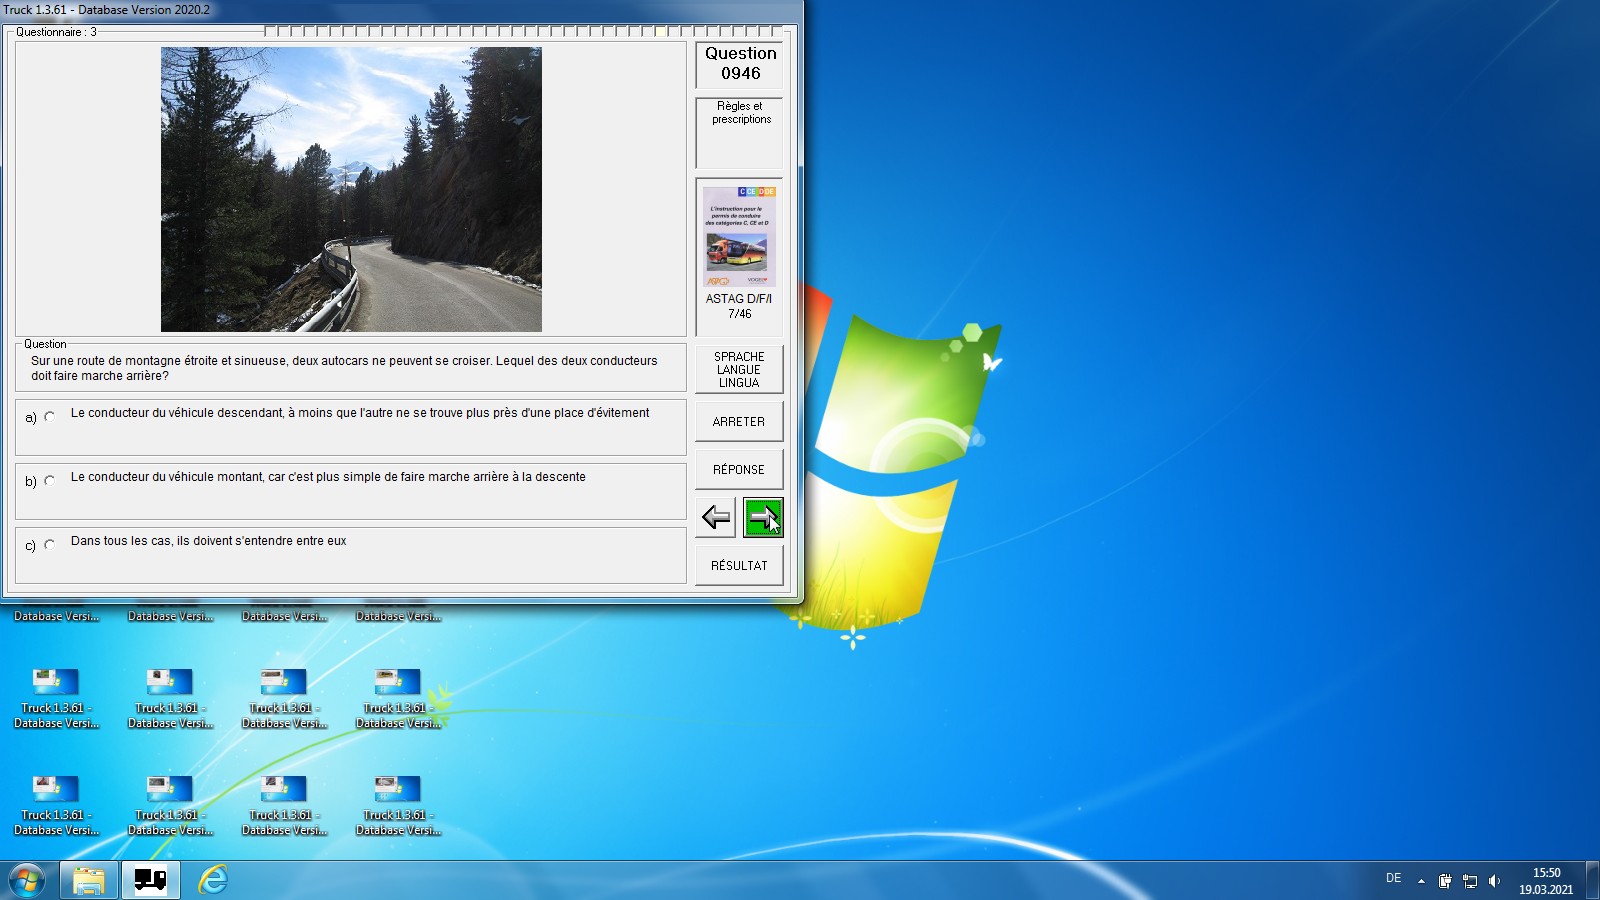 Truck 1.3.61 - Database Version 2020.2
Questionnaire : 3
Question
0946
Règles et
prescriptions
C CE D DE
L'instruction pour le
permis de conduire
des catégories C, CE et D
ASTAG D/F/I
7/46
Question
Sur une route de montagne étroite et sinueuse, deux autocars ne peuvent se croiser. Lequel des deux conducteurs
doit faire marche arrière?
SPRACHE
LANGUE
LINGUA
a) Le conducteur du véhicule descendant, à moins que l'autre ne se trouve plus près d'une place d'évitement
ARRETER
b) Le conducteur du véhicule montant, car c'est plus simple de faire marche arrière à la descente
RÉPONSE
c) Dans tous les cas, ils doivent s'entendre entre eux
RÉSULTAT
Database Versi... Database Versi... Database Versi... Database Versi...
Truck 1.3.61 - Truck 1.3.61 - Truck 1.3.61 - Truck 1.3.61 -
Database Versi... Database Versi... Database Versi... Database Versi...
Truck 1.3.61 - Truck 1.3.61 - Truck 1.3.61 - Truck 1.3.61 -
Database Versi... Database Versi... Database Versi... Database Versi...
DE
15:50
19.03.2021